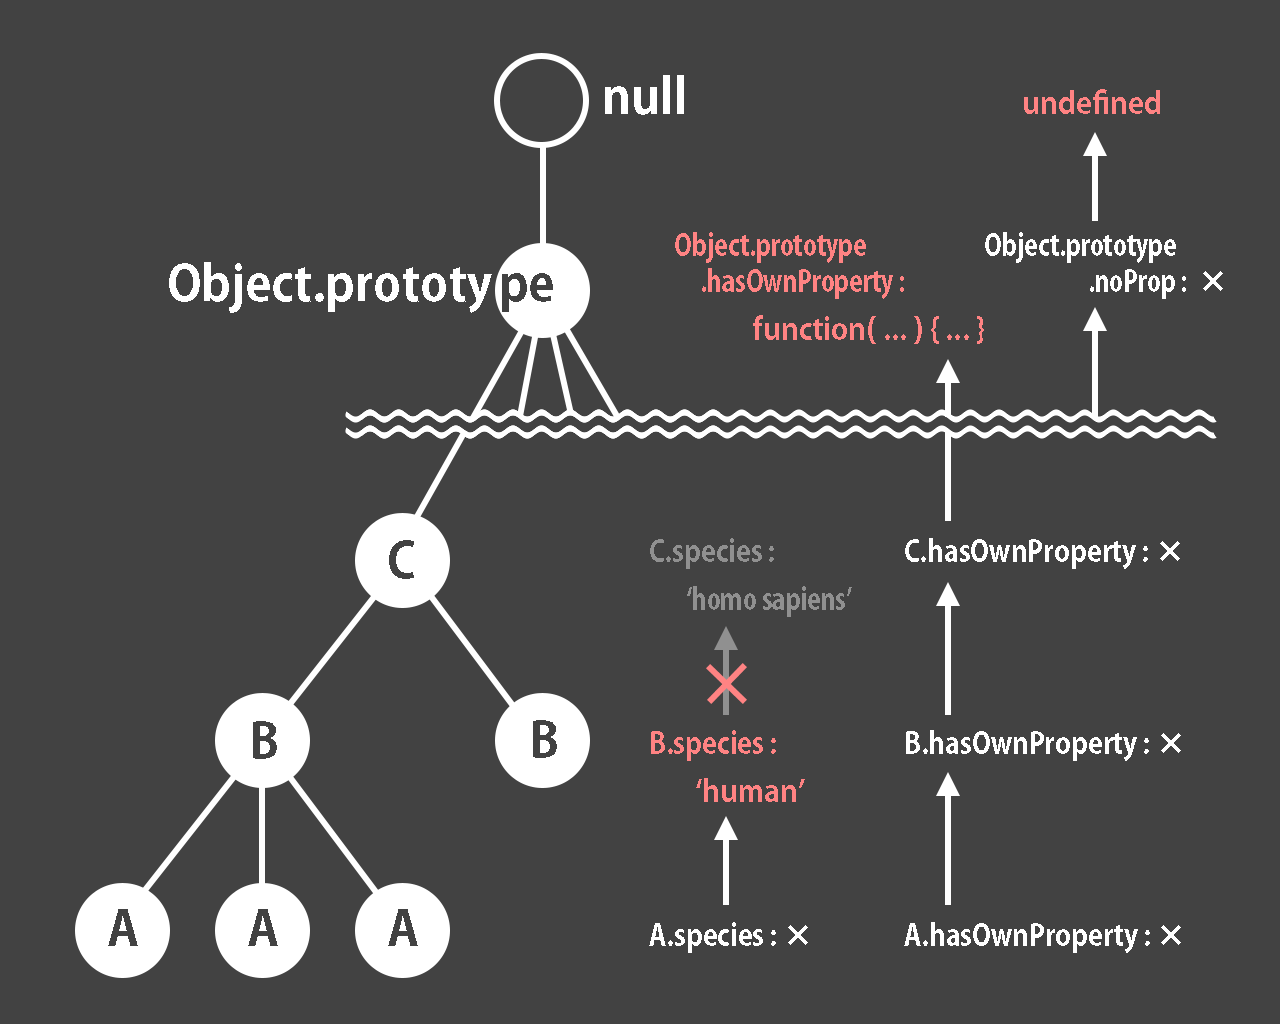 null
undefined
Object.prototype
Object.prototype
.hasOwnProperty :
function( ... ) { ... }
Object.prototype
.noProp : ✕
C
C.species :
‘homo sapiens’
C.hasOwnProperty : ✕
B
B
B.species :
‘human’
B.hasOwnProperty : ✕
A
A
A
A.species : ✕
A.hasOwnProperty : ✕